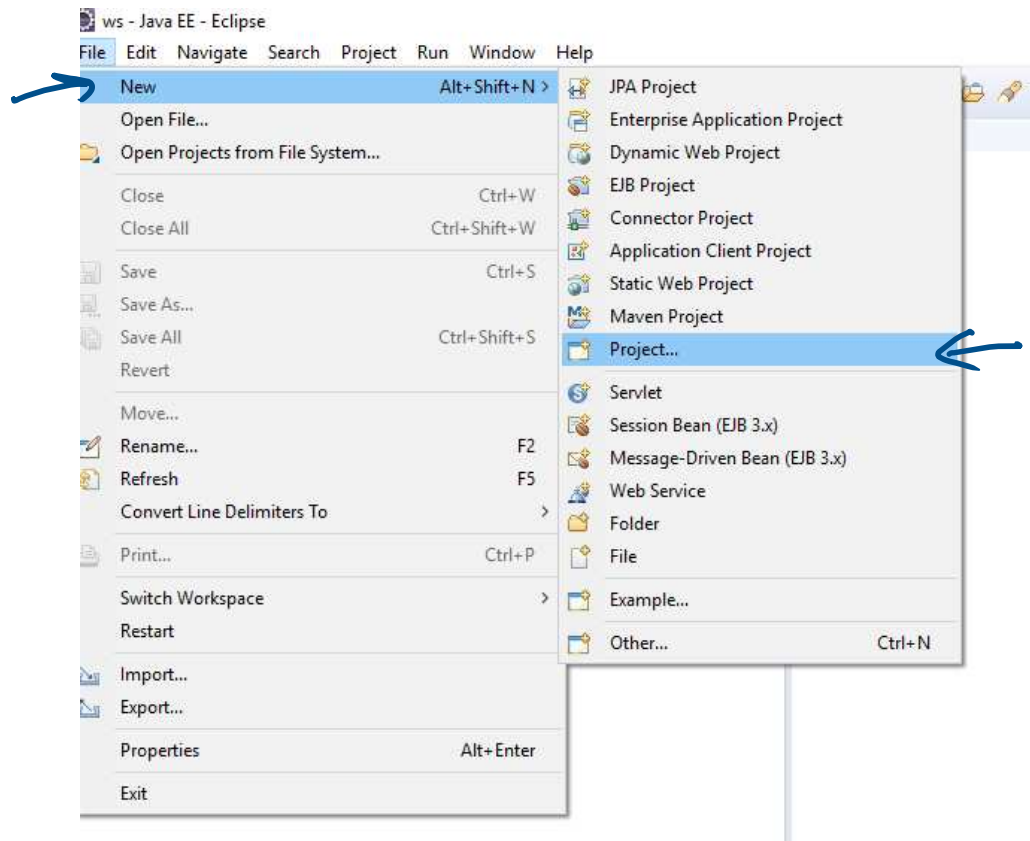 ws - Java EE - Eclipse
File Edit Navigate Search Project Run Window Help
New Alt+Shift+N >
Open File...
Open Projects from File System...
Close Ctrl+W
Close All Ctrl+Shift+W
Save Ctrl+S
Save As...
Save All Ctrl+Shift+S
Revert
Move...
Rename... F2
Refresh F5
Convert Line Delimiters To >
Print... Ctrl+P
Switch Workspace >
Restart
Import...
Export...
Properties Alt+Enter
Exit
JPA Project
Enterprise Application Project
Dynamic Web Project
EJB Project
Connector Project
Application Client Project
Static Web Project
Maven Project
Project...
Servlet
Session Bean (EJB 3.x)
Message-Driven Bean (EJB 3.x)
Web Service
Folder
File
Example...
Other... Ctrl+N